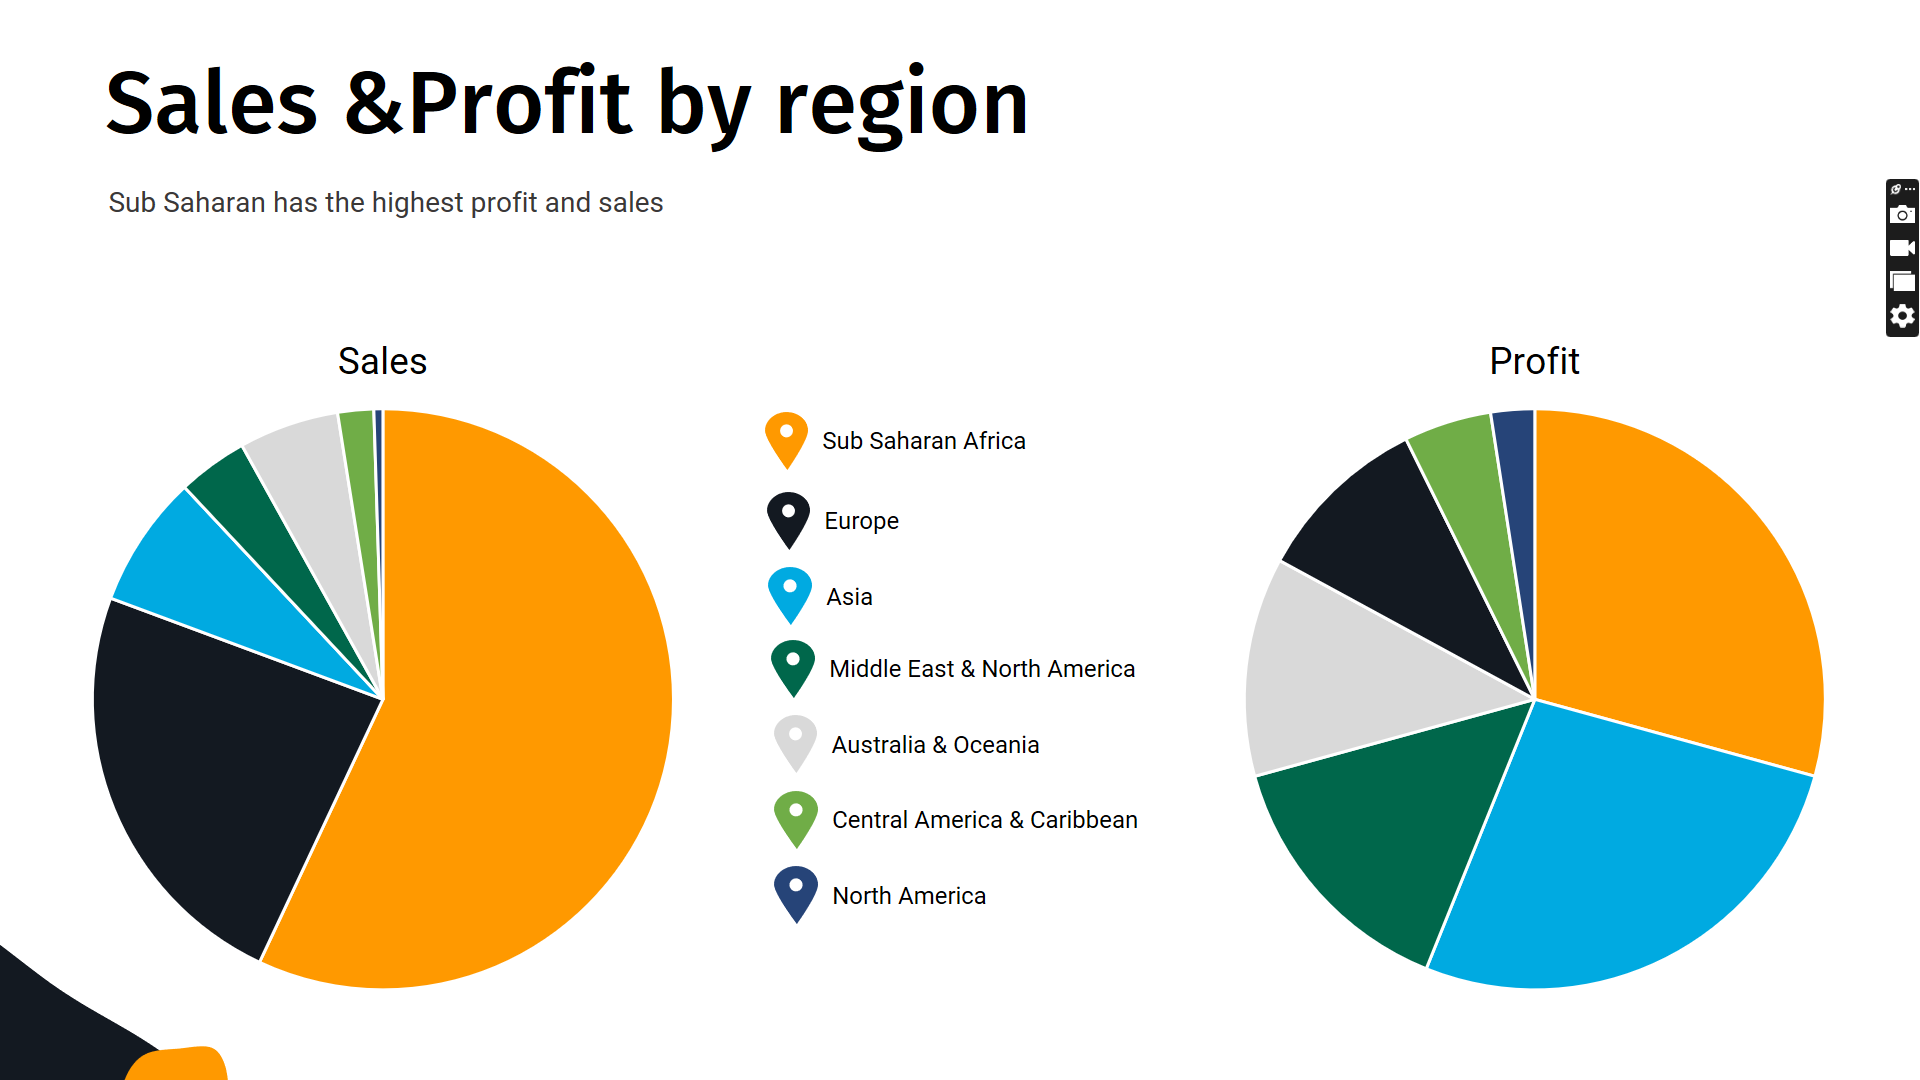 Sales &Profit by region
Sub Saharan has the highest profit and sales
Sales
Profit
Sub Saharan Africa
Europe
Asia
Middle East & North America
Australia & Oceania
Central America & Caribbean
North America